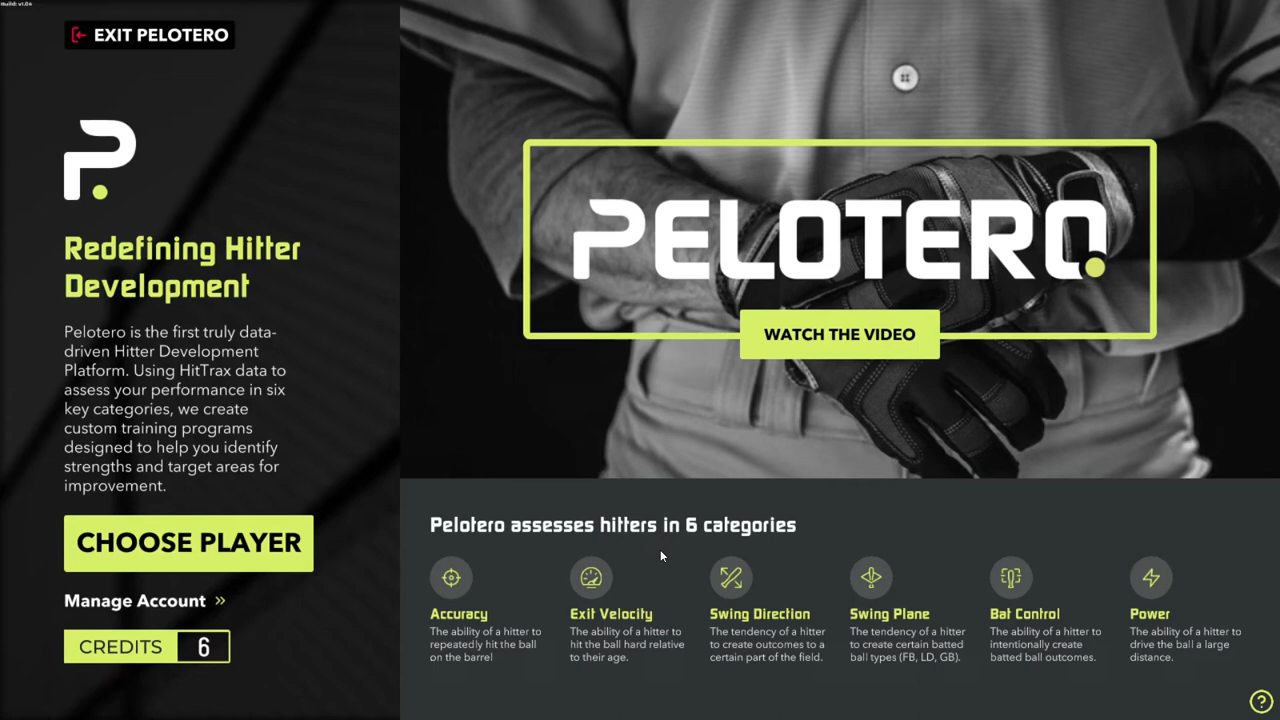 Build: v1.0.4
EXIT PELOTERO
P.
Redefining Hitter
Development
Pelotero is the first truly data-
driven Hitter Development
Platform. Using HitTrax data to
assess your performance in six
key categories, we create
custom training programs
designed to help you identify
strengths and target areas for
improvement.
CHOOSE PLAYER
Manage Account »
CREDITS 6
PELOTERO
WATCH THE VIDEO
Pelotero assesses hitters in 6 categories
Accuracy
The ability of a hitter to
repeatedly hit the ball
on the barrel
Exit Velocity
The ability of a hitter to
hit the ball hard relative
to their age.
Swing Direction
The tendency of a hitter
to create outcomes to a
certain part of the field.
Swing Plane
The tendency of a hitter
to create certain batted
ball types (FB, LD, GB).
Bat Control
The ability of a hitter to
intentionally create
batted ball outcomes.
Power
The ability of a hitter to
drive the ball a large
distance.
?